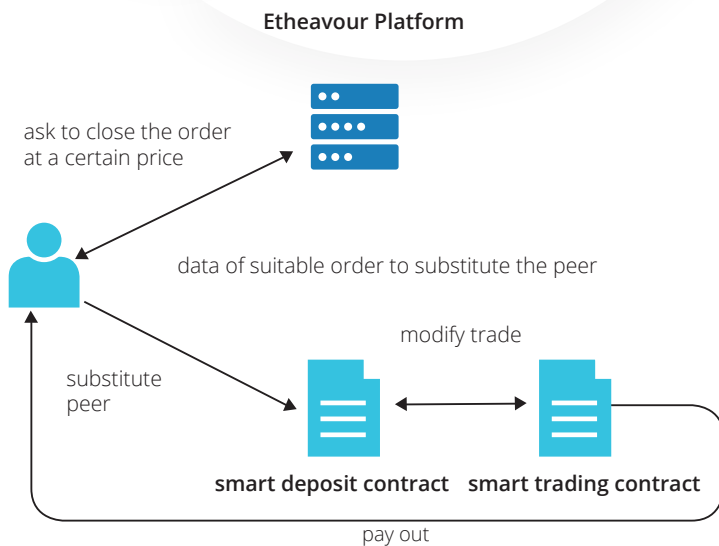 Etheavour Platform
ask to close the order
at a certain price
data of suitable order to substitute the peer
modify trade
substitute
peer
smart deposit contract
smart trading contract
pay out